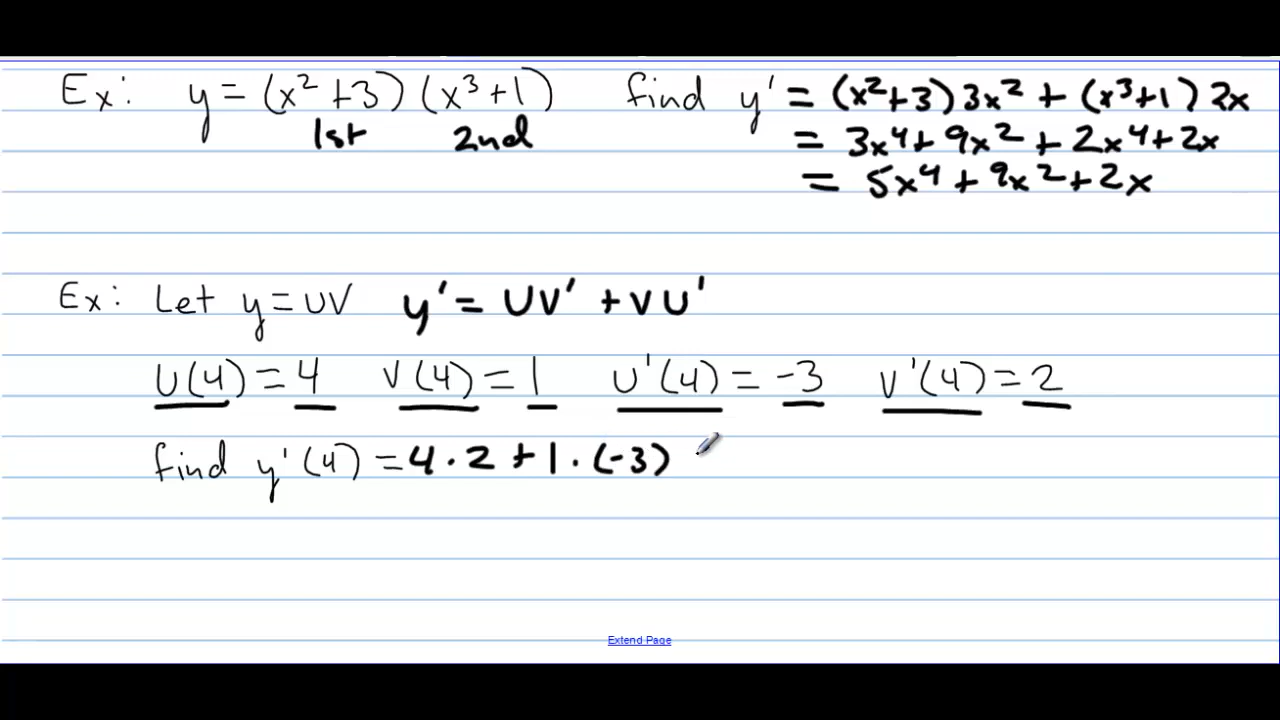 Ex: y = (x² + 3)(x³ + 1) find y' = (x²+3)3x² + (x³+1)2x
1st 2nd = 3x⁴ + 9x² + 2x⁴ + 2x
= 5x⁴ + 9x² + 2x
Ex: Let y = UV y' = UV' + VU'
U(4) = 4 V(4) = 1 U'(4) = -3 V'(4) = 2
find y'(4) = 4 · 2 + 1 · (-3)
Extend Page